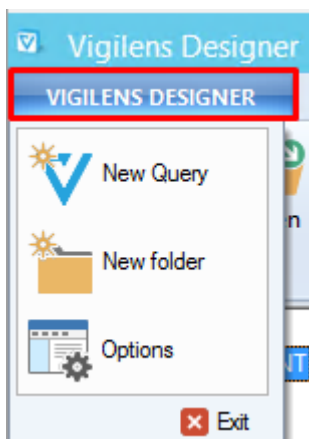 Vigilens Designer
VIGILENS DESIGNER
New Query
New folder
Options
Exit